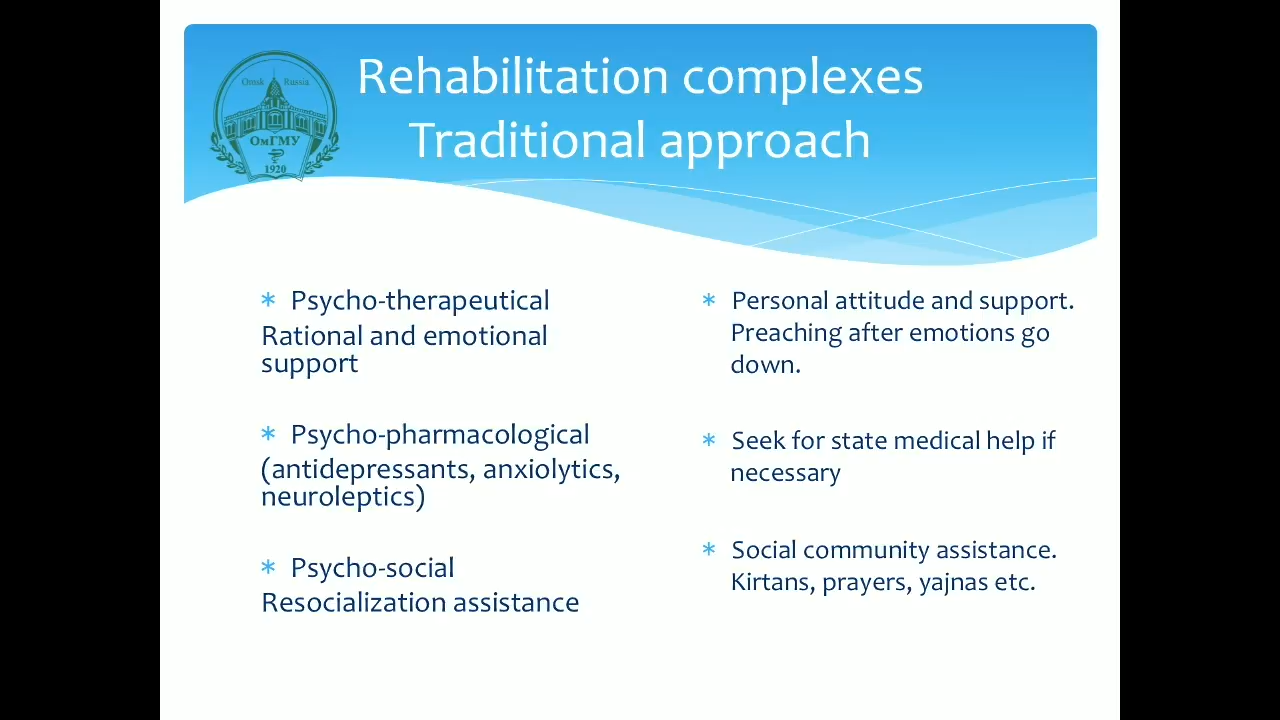 Rehabilitation complexes
Traditional approach
Omsk Russia
ОмГМУ
1920
* Psycho-therapeutical
Rational and emotional
support
* Psycho-pharmacological
(antidepressants, anxiolytics,
neuroleptics)
* Psycho-social
Resocialization assistance
* Personal attitude and support.
Preaching after emotions go
down.
* Seek for state medical help if
necessary
* Social community assistance.
Kirtans, prayers, yajnas etc.